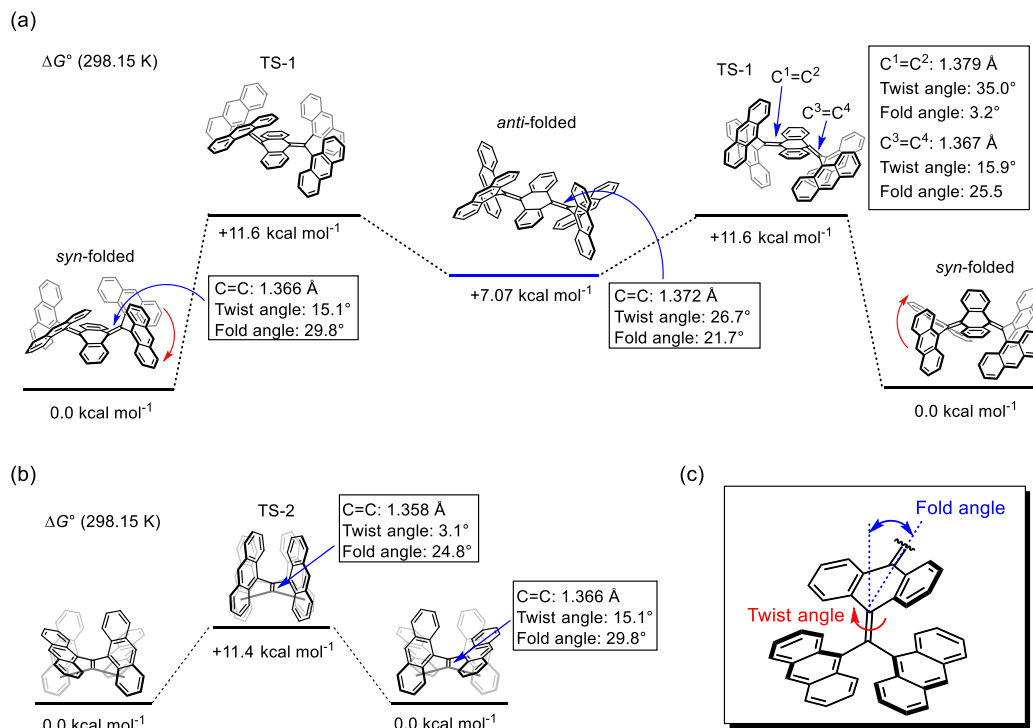 (a)
ΔG° (298.15 K)
TS-1
anti-folded
TS-1
C¹=C²
C³=C⁴
C¹=C²: 1.379 Å
Twist angle: 35.0°
Fold angle: 3.2°
C³=C⁴: 1.367 Å
Twist angle: 15.9°
Fold angle: 25.5
+11.6 kcal mol⁻¹
+11.6 kcal mol⁻¹
syn-folded
syn-folded
C=C: 1.366 Å
Twist angle: 15.1°
Fold angle: 29.8°
+7.07 kcal mol⁻¹
C=C: 1.372 Å
Twist angle: 26.7°
Fold angle: 21.7°
0.0 kcal mol⁻¹
0.0 kcal mol⁻¹
(b)
ΔG° (298.15 K)
TS-2
C=C: 1.358 Å
Twist angle: 3.1°
Fold angle: 24.8°
C=C: 1.366 Å
Twist angle: 15.1°
Fold angle: 29.8°
+11.4 kcal mol⁻¹
0.0 kcal mol⁻¹
0.0 kcal mol⁻¹
(c)
Fold angle
Twist angle